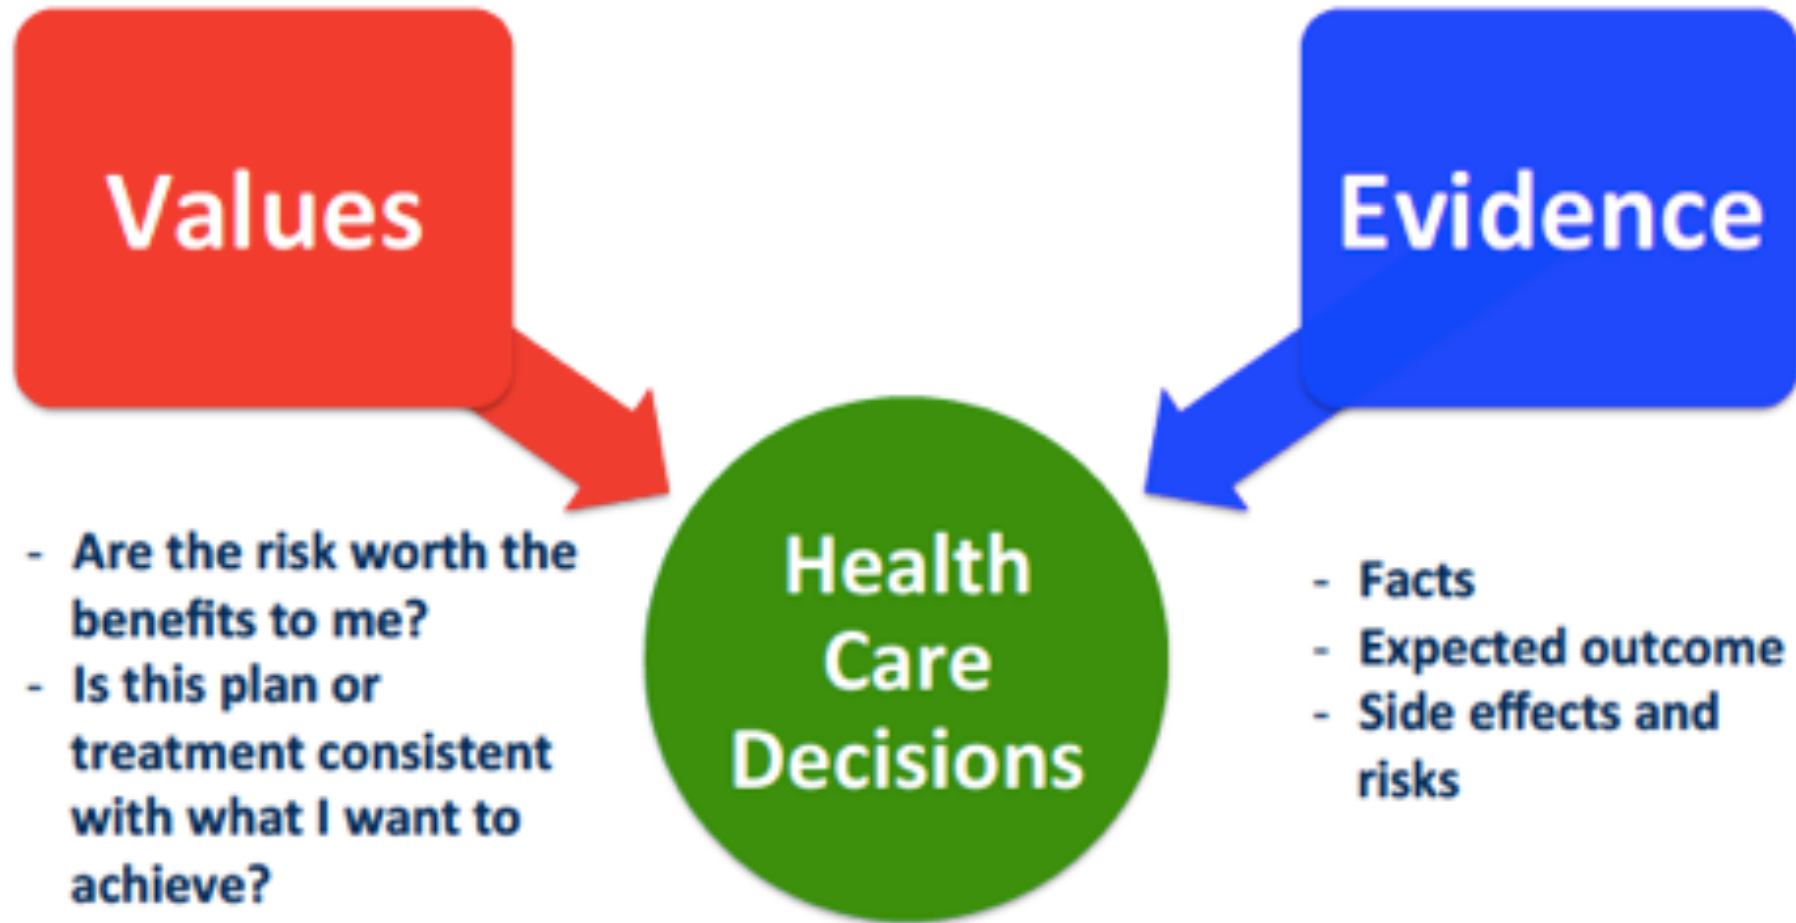 Values
Evidence
- Are the risk worth the
benefits to me?
- Is this plan or
treatment consistent
with what I want to
achieve?
Health
Care
Decisions
- Facts
- Expected outcome
- Side effects and
risks